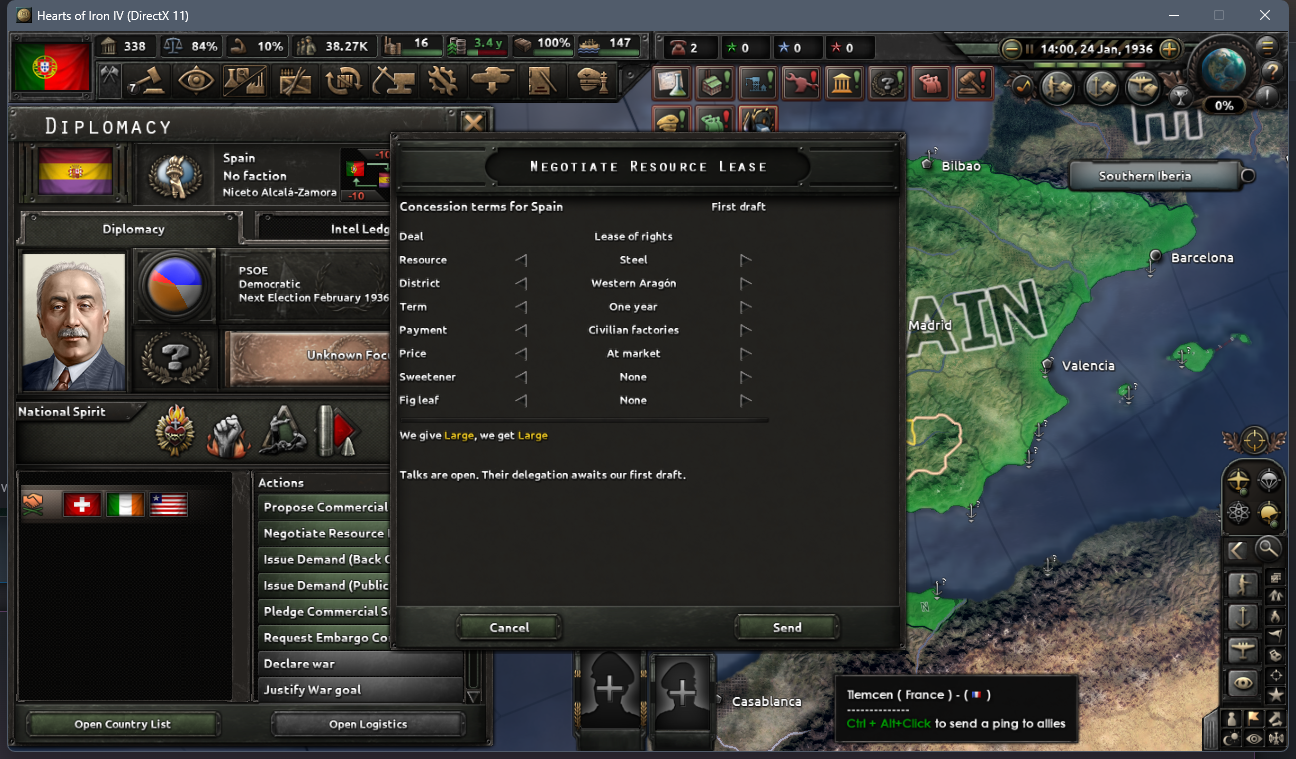 Hearts of Iron IV (DirectX 11)
338
84%
10%
38.27K
16
3.4 y
100%
147
2
0
0
0
14:00, 24 Jan, 1936
7
0%
DIPLOMACY
Spain
No faction
Niceto Alcalá-Zamora
-10
-10
Diplomacy
Intel Ledg
PSOE
Democratic
Next Election February 1936
?
Unknown Foc
National Spirit
Actions
Propose Commercial
Negotiate Resource
Issue Demand (Back C
Issue Demand (Public
Pledge Commercial S
Request Embargo Co
Declare war
Justify War goal
Open Country List
Open Logistics
NEGOTIATE RESOURCE LEASE
Concession terms for Spain
First draft
Deal
Lease of rights
Resource
Steel
District
Western Aragón
Term
One year
Payment
Civilian factories
Price
At market
Sweetener
None
Fig leaf
None
We give Large, we get Large
Talks are open. Their delegation awaits our first draft.
Cancel
Send
Bilbao
Southern Iberia
Barcelona
Madrid
AIN
Valencia
Casablanca
Tlemcen ( France ) - ( )
--------------
Ctrl + Alt+Click to send a ping to allies